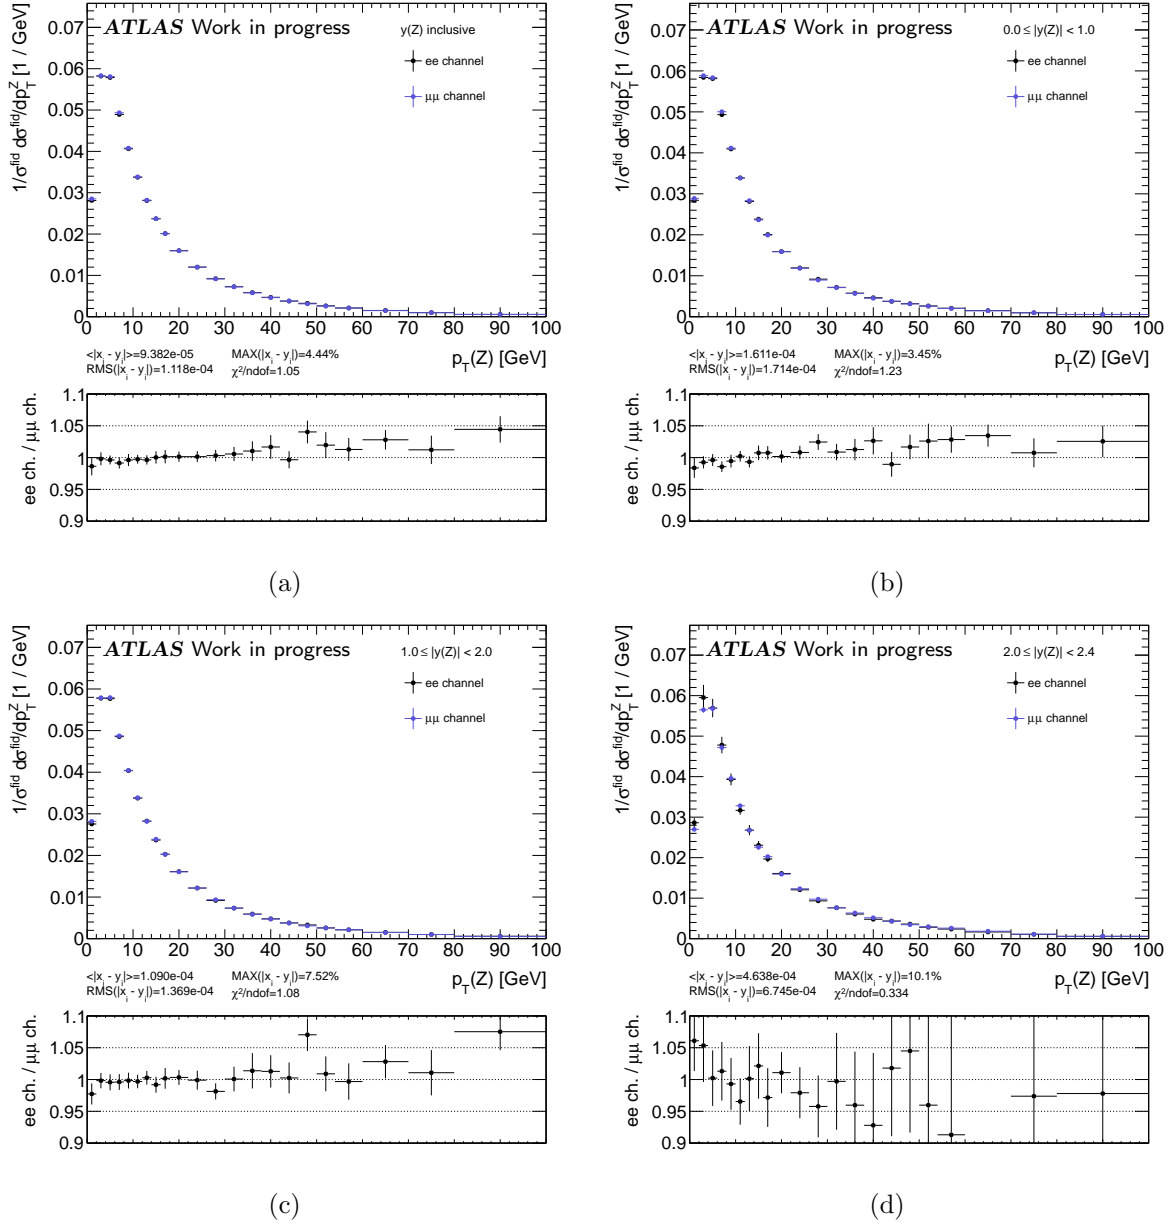 ATLAS Work in progress
y(Z) inclusive
ee channel
μμ channel
1/σ^fid dσ^fid/dp_T^Z [1 / GeV]
0.07
0.06
0.05
0.04
0.03
0.02
0.01
0
0 10 20 30 40 50 60 70 80 90 100
<|x_i - y_i|>=9.382e-05 MAX(|x_i - y_i|)=4.44%
RMS(|x_i - y_i|)=1.118e-04 χ²/ndof=1.05
p_T(Z) [GeV]
ee ch. / μμ ch.
1.1
1.05
1
0.95
0.9
(a)
ATLAS Work in progress
0.0 ≤ |y(Z)| < 1.0
ee channel
μμ channel
1/σ^fid dσ^fid/dp_T^Z [1 / GeV]
0.07
0.06
0.05
0.04
0.03
0.02
0.01
0
0 10 20 30 40 50 60 70 80 90 100
<|x_i - y_i|>=1.611e-04 MAX(|x_i - y_i|)=3.45%
RMS(|x_i - y_i|)=1.714e-04 χ²/ndof=1.23
p_T(Z) [GeV]
ee ch. / μμ ch.
1.1
1.05
1
0.95
0.9
(b)
ATLAS Work in progress
1.0 ≤ |y(Z)| < 2.0
ee channel
μμ channel
1/σ^fid dσ^fid/dp_T^Z [1 / GeV]
0.07
0.06
0.05
0.04
0.03
0.02
0.01
0
0 10 20 30 40 50 60 70 80 90 100
<|x_i - y_i|>=1.090e-04 MAX(|x_i - y_i|)=7.52%
RMS(|x_i - y_i|)=1.369e-04 χ²/ndof=1.08
p_T(Z) [GeV]
ee ch. / μμ ch.
1.1
1.05
1
0.95
0.9
(c)
ATLAS Work in progress
2.0 ≤ |y(Z)| < 2.4
ee channel
μμ channel
1/σ^fid dσ^fid/dp_T^Z [1 / GeV]
0.07
0.06
0.05
0.04
0.03
0.02
0.01
0
0 10 20 30 40 50 60 70 80 90 100
<|x_i - y_i|>=4.638e-04 MAX(|x_i - y_i|)=10.1%
RMS(|x_i - y_i|)=6.745e-04 χ²/ndof=0.334
p_T(Z) [GeV]
ee ch. / μμ ch.
1.1
1.05
1
0.95
0.9
(d)